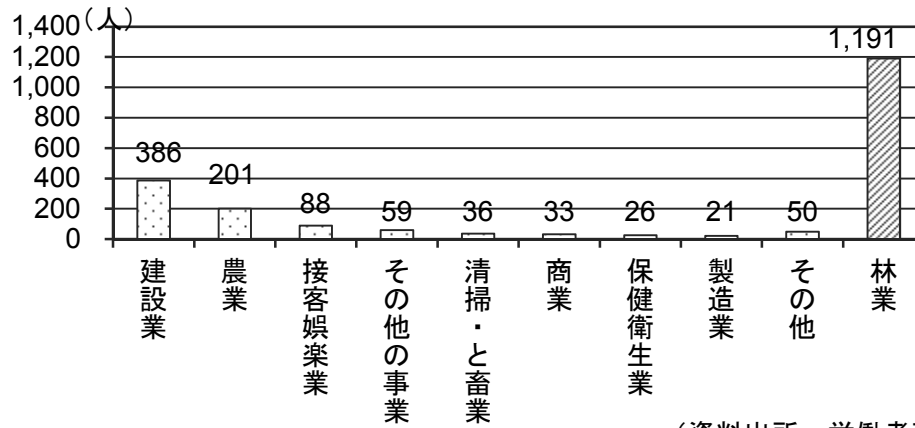 1,400
(人)
1,200
1,000
800
600
400
200
0
386
201
88
59
36
33
26
21
50
1,191
建設業
農業
接客娯楽業
その他の事業
清掃・と畜業
商業
保健衛生業
製造業
その他
林業